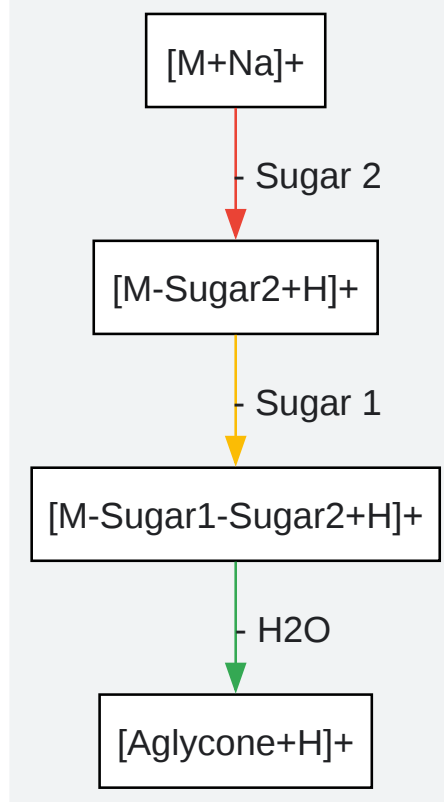 [M+Na]+
- Sugar 2
[M-Sugar2+H]+
- Sugar 1
[M-Sugar1-Sugar2+H]+
- H2O
[Aglycone+H]+